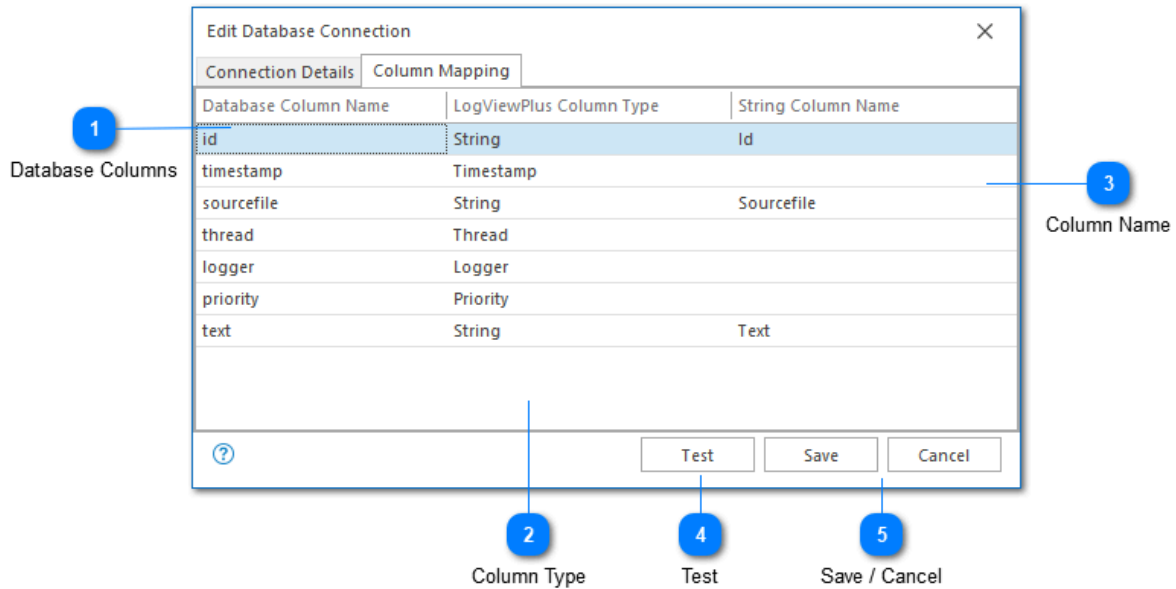 Edit Database Connection
Connection Details Column Mapping
Database Column Name LogViewPlus Column Type String Column Name
id String Id
timestamp Timestamp
sourcefile String Sourcefile
thread Thread
logger Logger
priority Priority
text String Text
? Test Save Cancel
1
Database Columns
3
Column Name
2
Column Type
4
Test
5
Save / Cancel